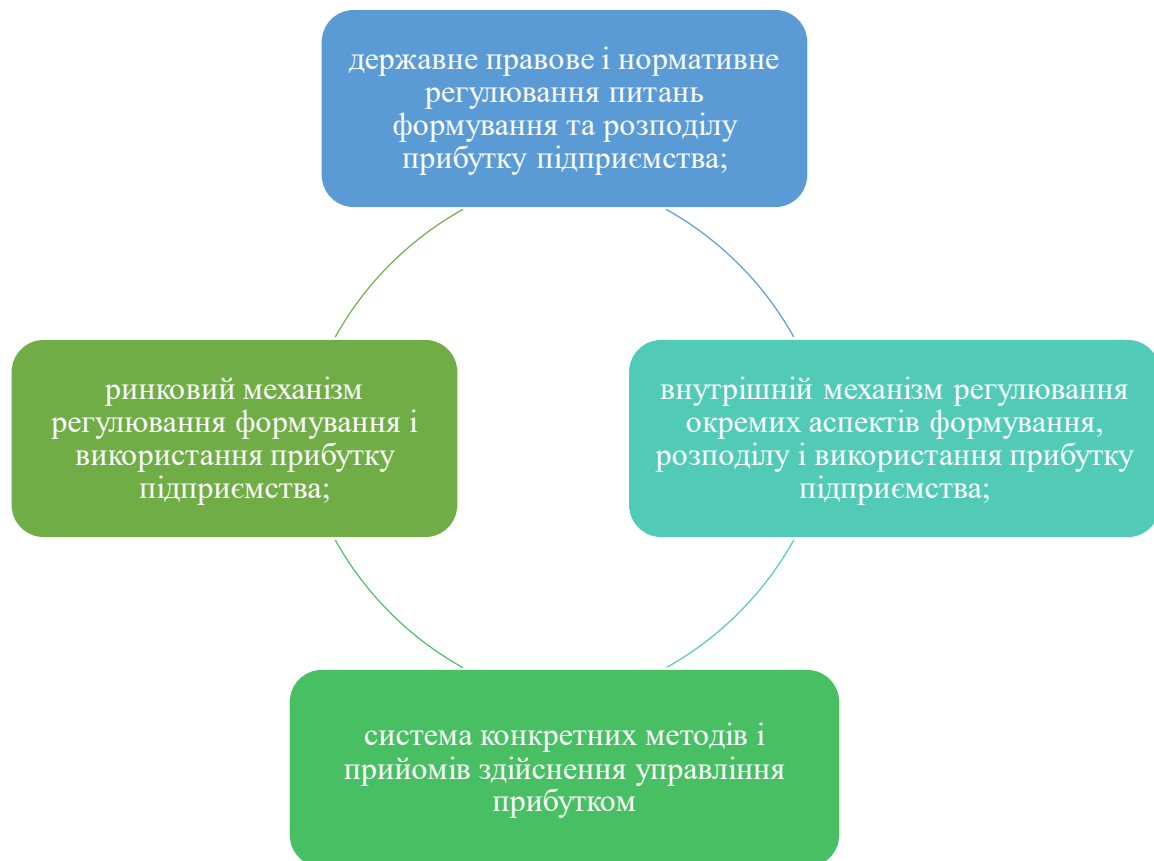 державне правове і нормативне
регулювання питань
формування та розподілу
прибутку підприємства;
ринковий механізм
регулювання формування і
використання прибутку
підприємства;
внутрішній механізм регулювання
окремих аспектів формування,
розподілу і використання прибутку
підприємства;
система конкретних методів і
прийомів здійснення управління
прибутком